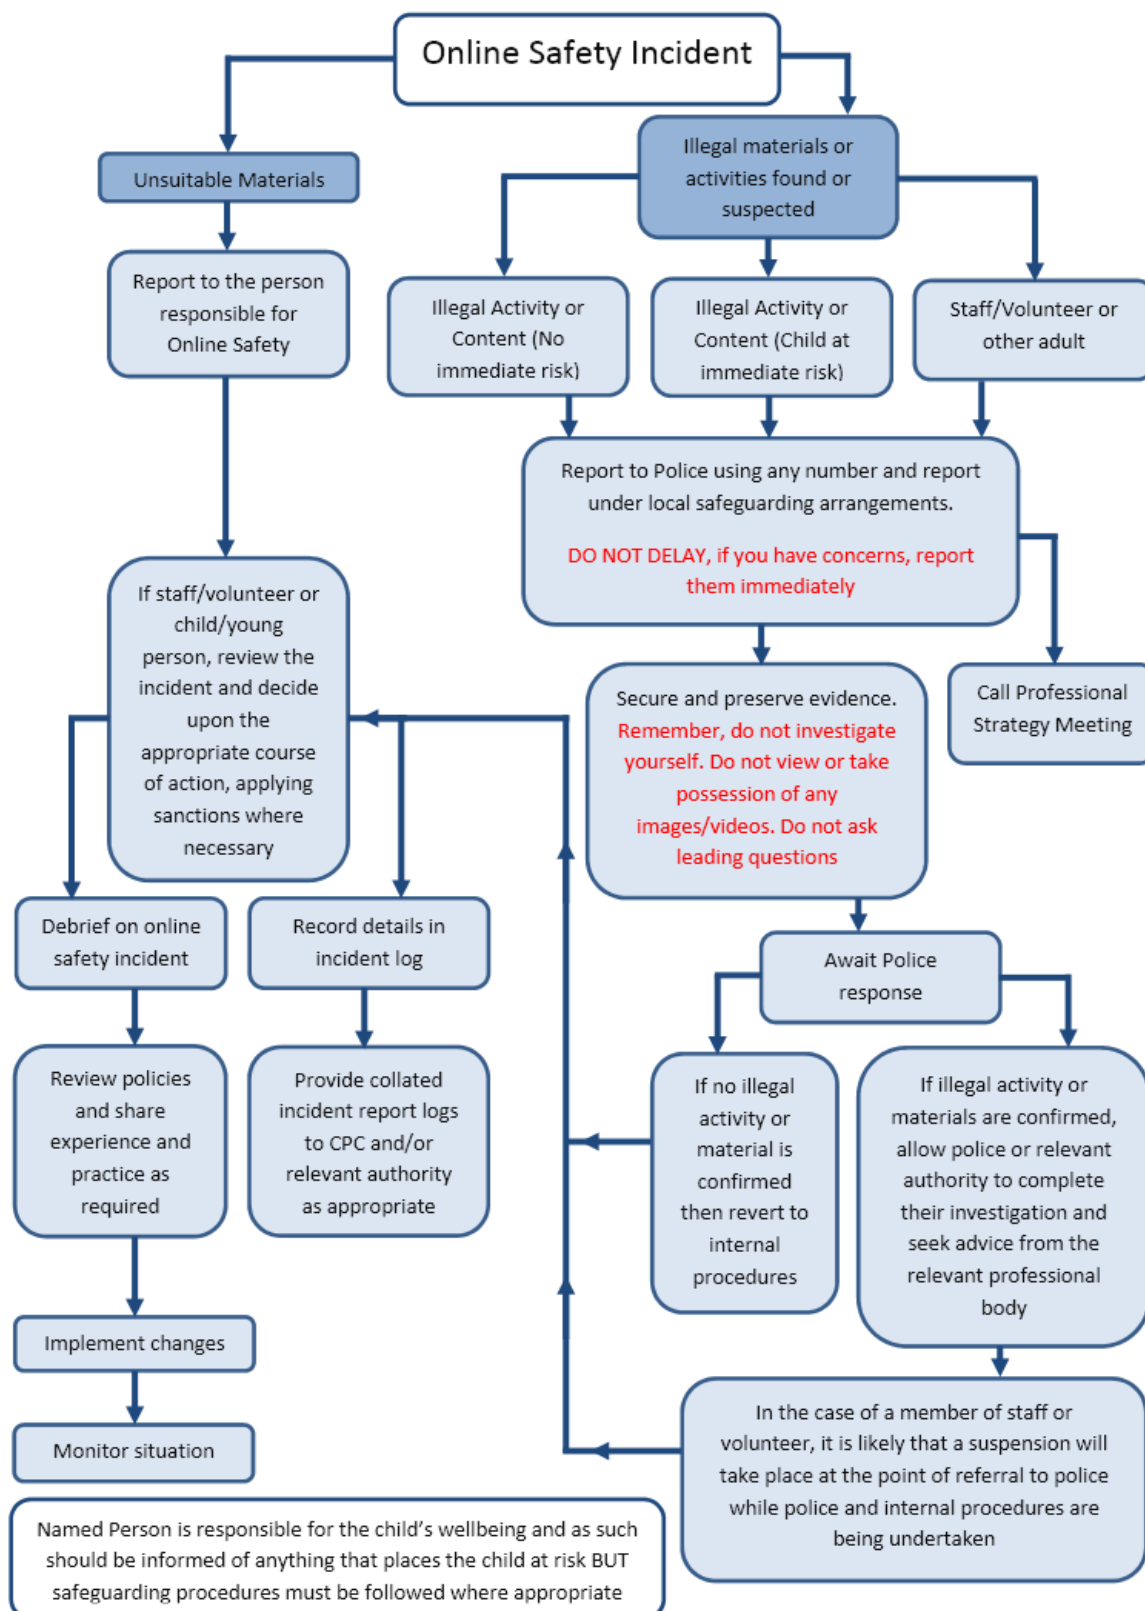 Online Safety Incident
Unsuitable Materials
Illegal materials or
activities found or
suspected
Report to the person
responsible for
Online Safety
Illegal Activity or
Content (No
immediate risk)
Illegal Activity or
Content (Child at
immediate risk)
Staff/Volunteer or
other adult
Report to Police using any number and report
under local safeguarding arrangements.
DO NOT DELAY, if you have concerns, report
them immediately
If staff/volunteer or
child/young
person, review the
incident and decide
upon the
appropriate course
of action, applying
sanctions where
necessary
Secure and preserve evidence.
Remember, do not investigate
yourself. Do not view or take
possession of any
images/videos. Do not ask
leading questions
Call Professional
Strategy Meeting
Debrief on online
safety incident
Record details in
incident log
Await Police
response
Review policies
and share
experience and
practice as
required
Provide collated
incident report logs
to CPC and/or
relevant authority
as appropriate
If no illegal
activity or
material is
confirmed
then revert to
internal
procedures
If illegal activity or
materials are confirmed,
allow police or relevant
authority to complete
their investigation and
seek advice from the
relevant professional
body
Implement changes
Monitor situation
In the case of a member of staff or
volunteer, it is likely that a suspension will
take place at the point of referral to police
while police and internal procedures are
being undertaken
Named Person is responsible for the child's wellbeing and as such
should be informed of anything that places the child at risk BUT
safeguarding procedures must be followed where appropriate